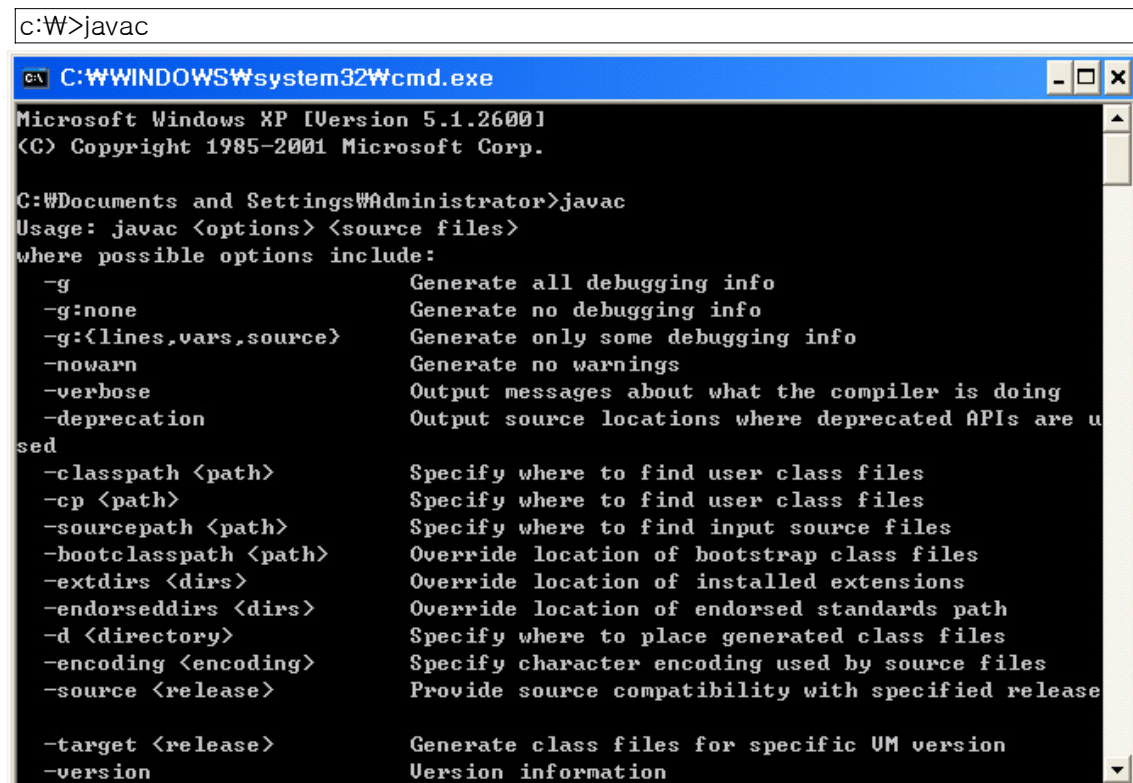 c:₩>javac
C:₩WINDOWS₩system32₩cmd.exe
Microsoft Windows XP [Version 5.1.2600]
(C) Copyright 1985-2001 Microsoft Corp.
C:₩Documents and Settings₩Administrator>javac
Usage: javac <options> <source files>
where possible options include:
-g Generate all debugging info
-g:none Generate no debugging info
-g:{lines,vars,source} Generate only some debugging info
-nowarn Generate no warnings
-verbose Output messages about what the compiler is doing
-deprecation Output source locations where deprecated APIs are u
sed
-classpath <path> Specify where to find user class files
-cp <path> Specify where to find user class files
-sourcepath <path> Specify where to find input source files
-bootclasspath <path> Override location of bootstrap class files
-extdirs <dirs> Override location of installed extensions
-endorseddirs <dirs> Override location of endorsed standards path
-d <directory> Specify where to place generated class files
-encoding <encoding> Specify character encoding used by source files
-source <release> Provide source compatibility with specified release
-target <release> Generate class files for specific VM version
-version Version information